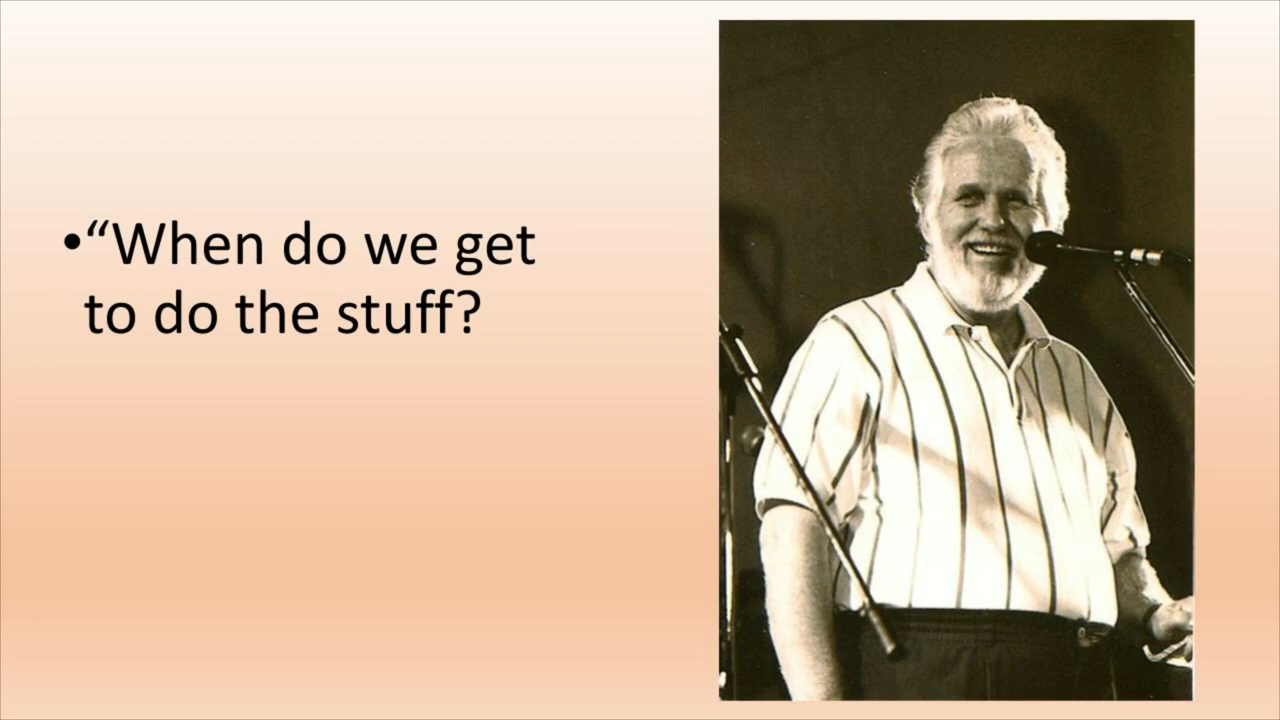 •“When do we get
to do the stuff?